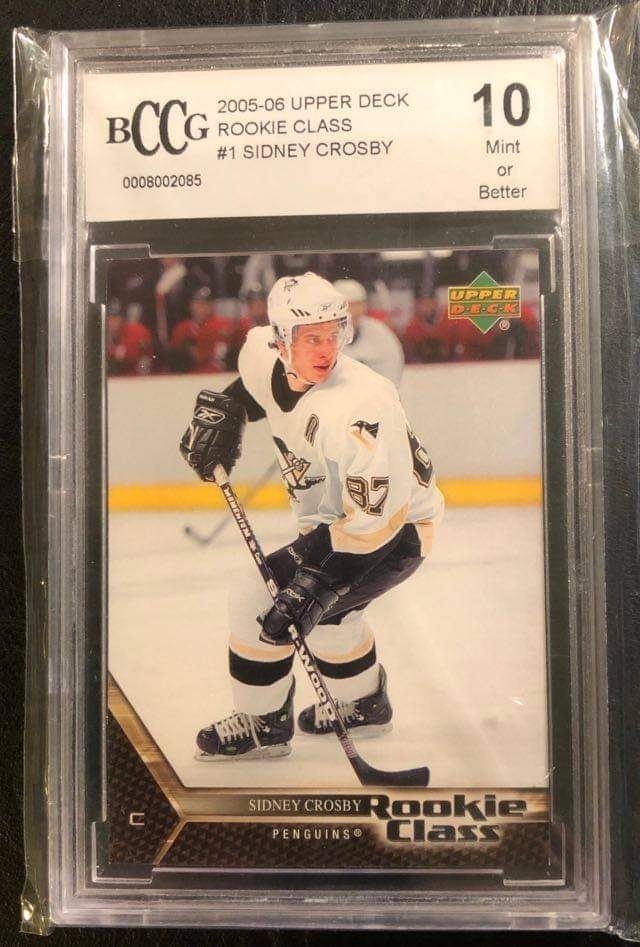 BCCG
2005-06 UPPER DECK
ROOKIE CLASS
#1 SIDNEY CROSBY
0008002085
10
Mint
or
Better
UPPER
DECK
®
A
87
RBK
SIDNEY CROSBY
Rookie
Class
PENGUINS®
C